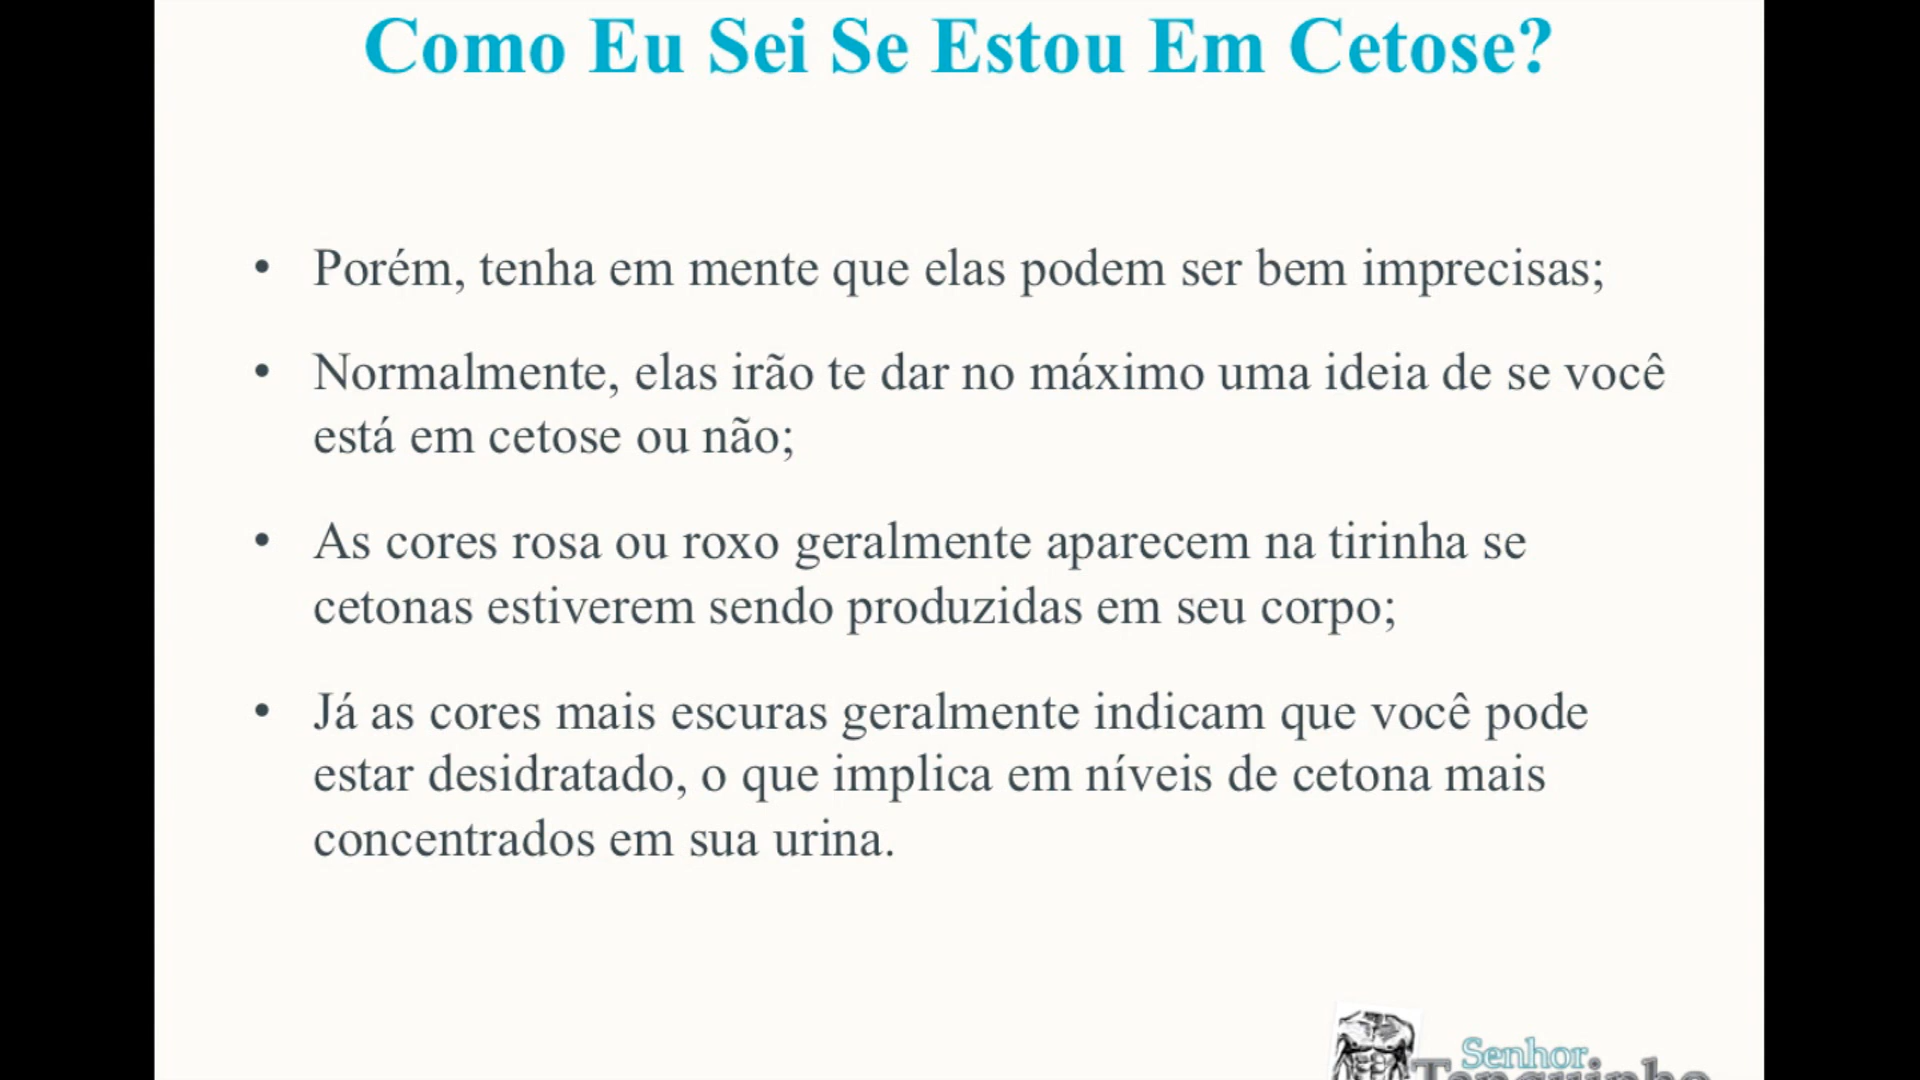 Como Eu Sei Se Estou Em Cetose?
• Porém, tenha em mente que elas podem ser bem imprecisas;
• Normalmente, elas irão te dar no máximo uma ideia de se você
está em cetose ou não;
• As cores rosa ou roxo geralmente aparecem na tirinha se
cetonas estiverem sendo produzidas em seu corpo;
• Já as cores mais escuras geralmente indicam que você pode
estar desidratado, o que implica em níveis de cetona mais
concentrados em sua urina.
Senhor
Tanquinho